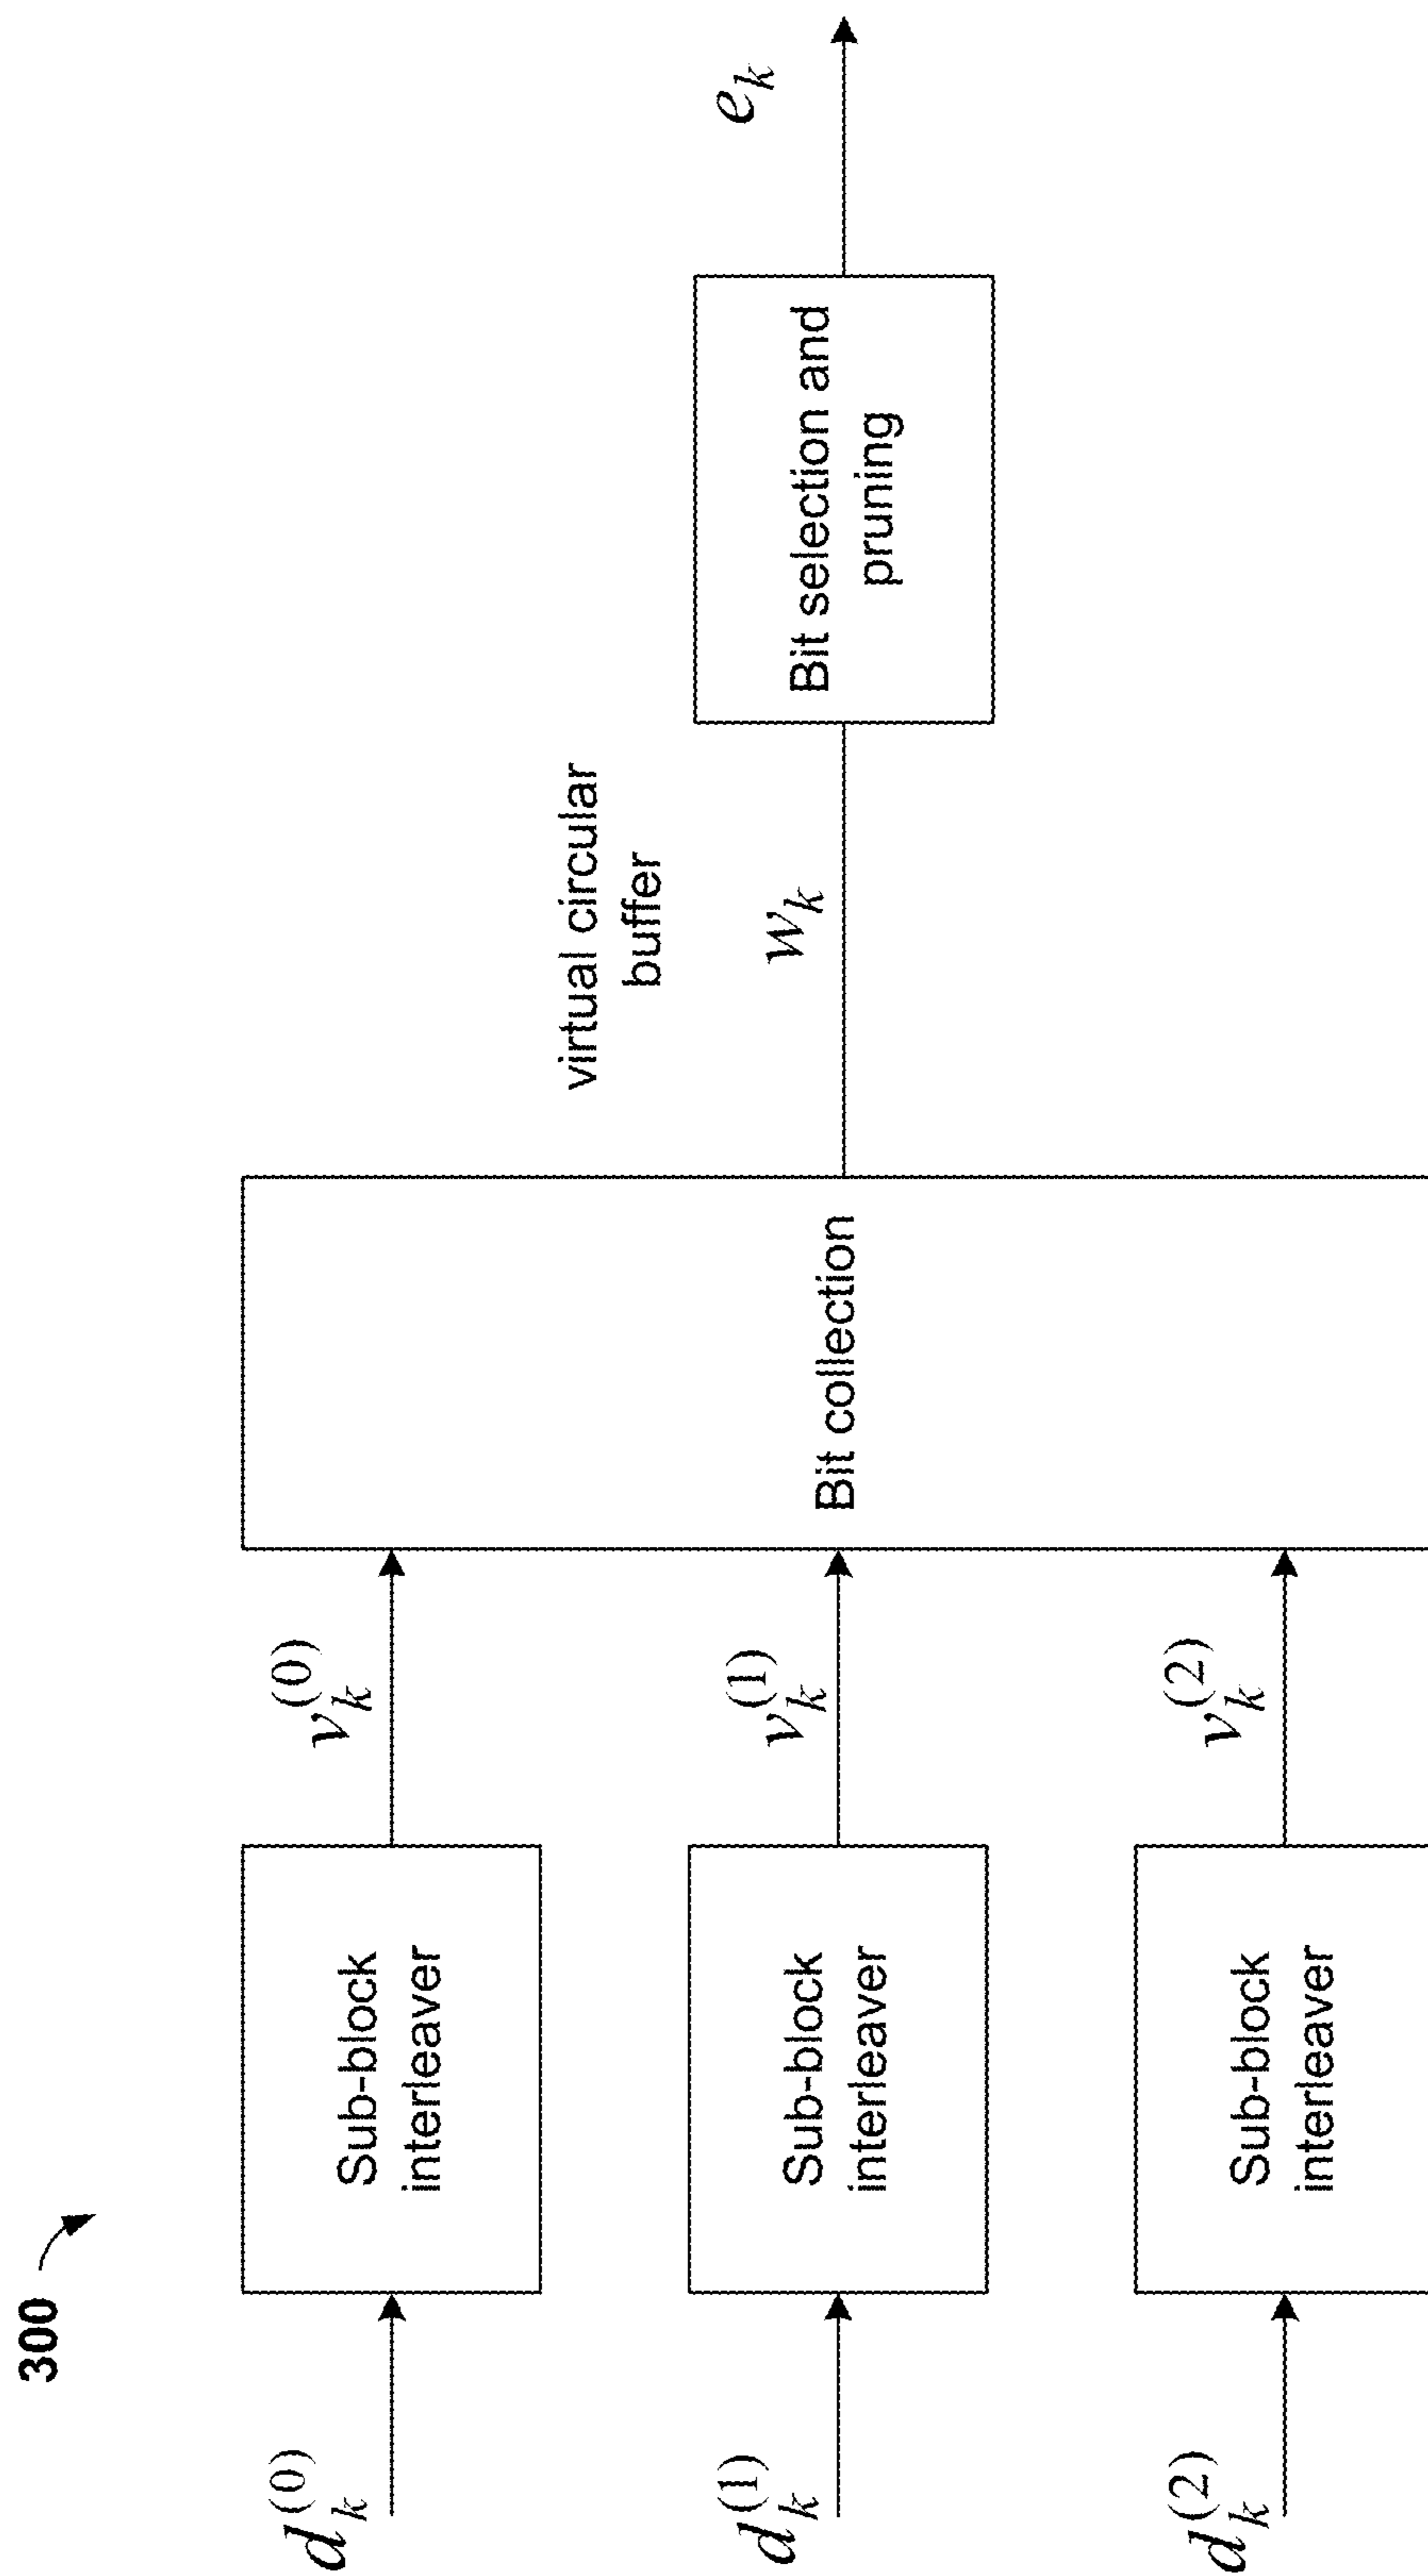 300
d_k^{(0)}
Sub-block
interleaver
v_k^{(0)}
d_k^{(1)}
Sub-block
interleaver
v_k^{(1)}
d_k^{(2)}
Sub-block
interleaver
v_k^{(2)}
Bit collection
virtual circular
buffer
w_k
Bit selection and
pruning
e_k